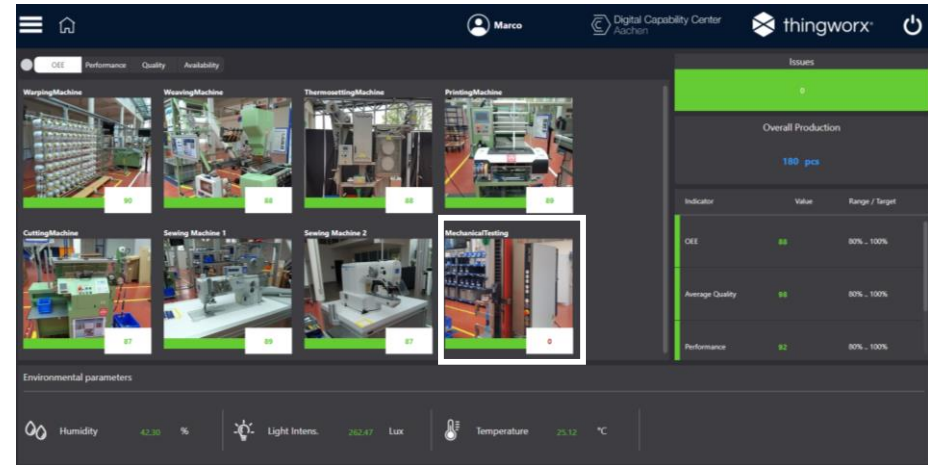 Marco
Digital Capability Center
Aachen
thingworx
OEE Performance Quality Availability
WarpingMachine WeavingMachine ThermosettingMachine PrintingMachine
90 88 88 89
CuttingMachine Sewing Machine 1 Sewing Machine 2 MechanicalTesting
87 89 87 0
Issues
0
Overall Production
180 pcs
Indicator Value Range / Target
OEE 88 80% .. 100%
Average Quality 98 80% .. 100%
Performance 92 80% .. 100%
Environmental parameters
Humidity 42.30 % Light Intens. 262.47 Lux Temperature 25.12 °C